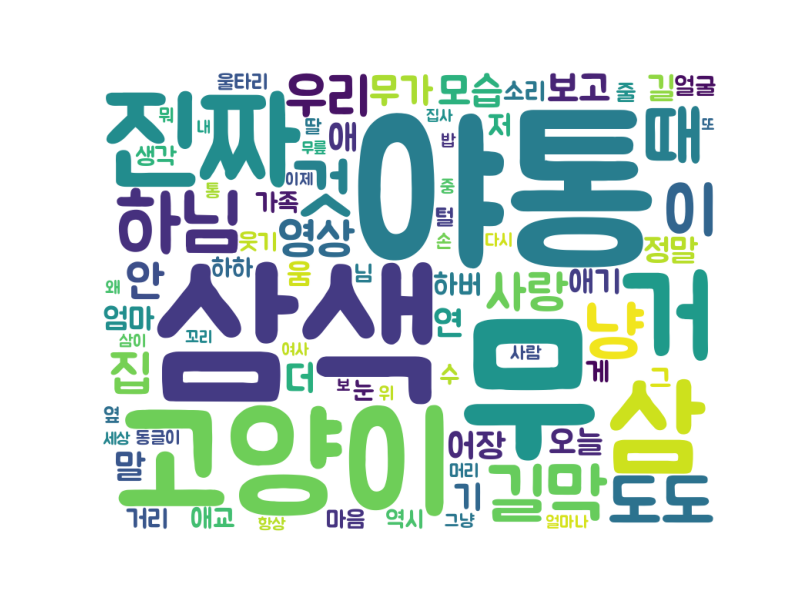 울타리
진짜
뭐
내
생각
통
딸
무릎
우리
무가
모습
소리
보고
줄
길
얼굴
집사
애
밥
저
때
또
야통
하님
것
이제
가족
웃기
영상
털
중
손
다시
이
정말
안
하하
움
님
하버
사랑
애기
거
왜
엄마
삼색
연
냥
삼이
꼬리
여사
집
더
보
눈
위
수
무
사람
게
그
삼
옆
세상
동글이
고양이
어장
오늘
말
머리
기
길막
도도
거리
애교
항상
마음
역시
그냥
얼마나